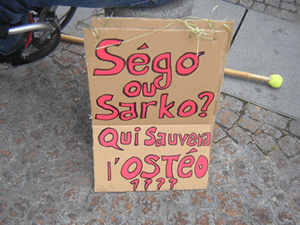 Ségo
ou
Sarko?
Qui Sauvera
l'OSTÉO
????